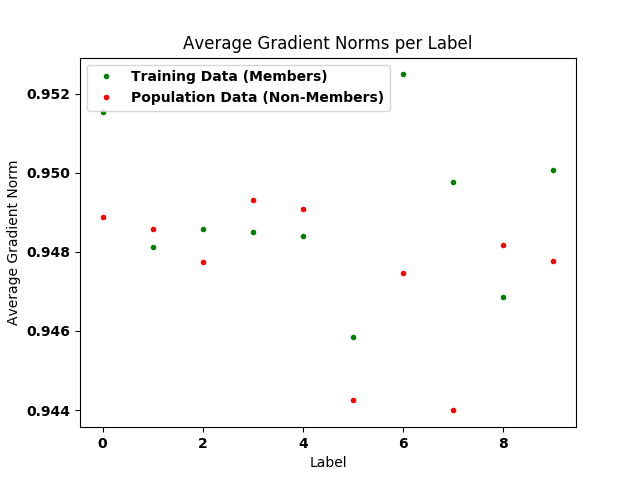 Average Gradient Norms per Label
Training Data (Members)
Population Data (Non-Members)
0.952
0.950
0.948
0.946
0.944
Average Gradient Norm
0 2 4 6 8
Label